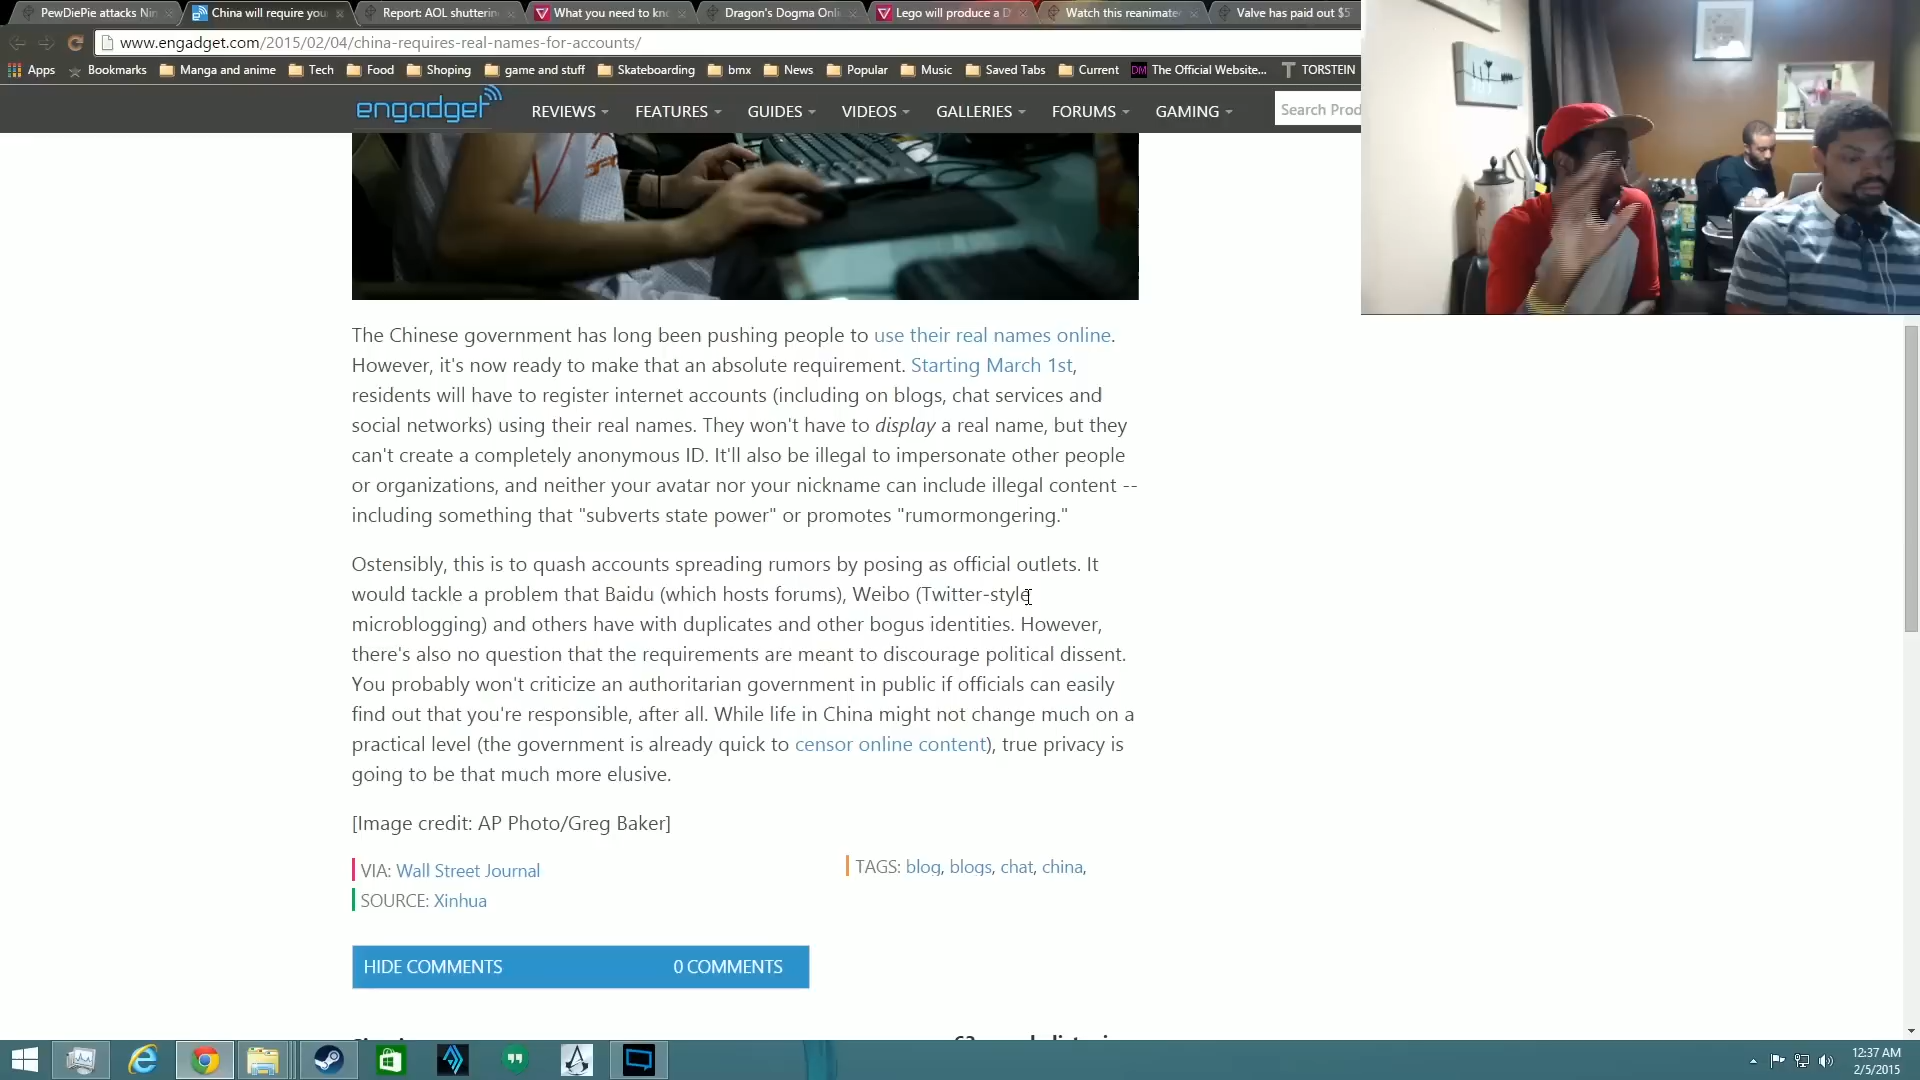 PewDiePie attacks Nin
China will require you
Report: AOL shutterin
What you need to kn
Dragon's Dogma Onli
Lego will produce a D
Watch this reanimate
Valve has paid out $5
www.engadget.com/2015/02/04/china-requires-real-names-for-accounts/
Apps Bookmarks Manga and anime Tech Food Shoping game and stuff Skateboarding bmx News Popular Music Saved Tabs Current DM The Official Website... TORSTEIN
engadget REVIEWS FEATURES GUIDES VIDEOS GALLERIES FORUMS GAMING Search Prod
The Chinese government has long been pushing people to use their real names online.
However, it's now ready to make that an absolute requirement. Starting March 1st,
residents will have to register internet accounts (including on blogs, chat services and
social networks) using their real names. They won't have to display a real name, but they
can't create a completely anonymous ID. It'll also be illegal to impersonate other people
or organizations, and neither your avatar nor your nickname can include illegal content --
including something that "subverts state power" or promotes "rumormongering."
Ostensibly, this is to quash accounts spreading rumors by posing as official outlets. It
would tackle a problem that Baidu (which hosts forums), Weibo (Twitter-style
microblogging) and others have with duplicates and other bogus identities. However,
there's also no question that the requirements are meant to discourage political dissent.
You probably won't criticize an authoritarian government in public if officials can easily
find out that you're responsible, after all. While life in China might not change much on a
practical level (the government is already quick to censor online content), true privacy is
going to be that much more elusive.
[Image credit: AP Photo/Greg Baker]
VIA: Wall Street Journal
TAGS: blog, blogs, chat, china,
SOURCE: Xinhua
HIDE COMMENTS 0 COMMENTS
12:37 AM
2/5/2015